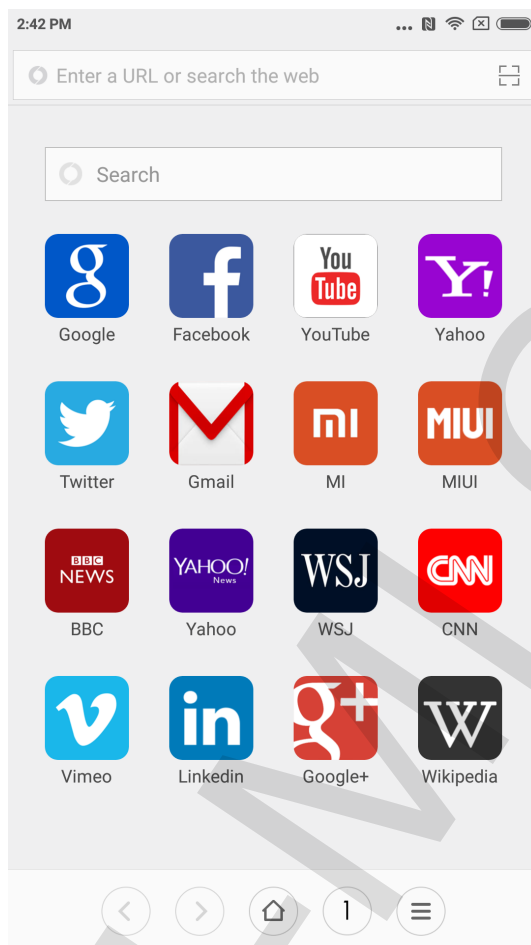 2:42 PM
Enter a URL or search the web
Search
g
f
You
Tube
Y!
Google
Facebook
YouTube
Yahoo
M
mi
MIUI
Twitter
Gmail
MI
MIUI
BBC
NEWS
YAHOO!
News
WSJ
CNN
BBC
Yahoo
WSJ
CNN
v
in
g+
W
Vimeo
Linkedin
Google+
Wikipedia
1